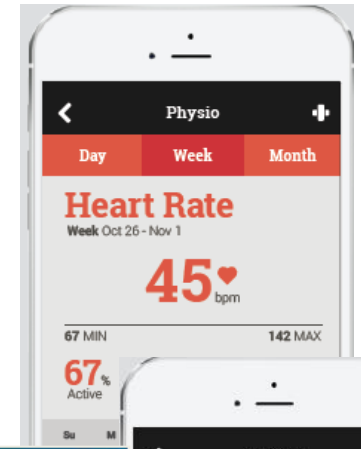 Physio
Day Week Month
Heart Rate
Week Oct 26 - Nov 1
45 bpm
67 MIN 142 MAX
67%
Active
Su M